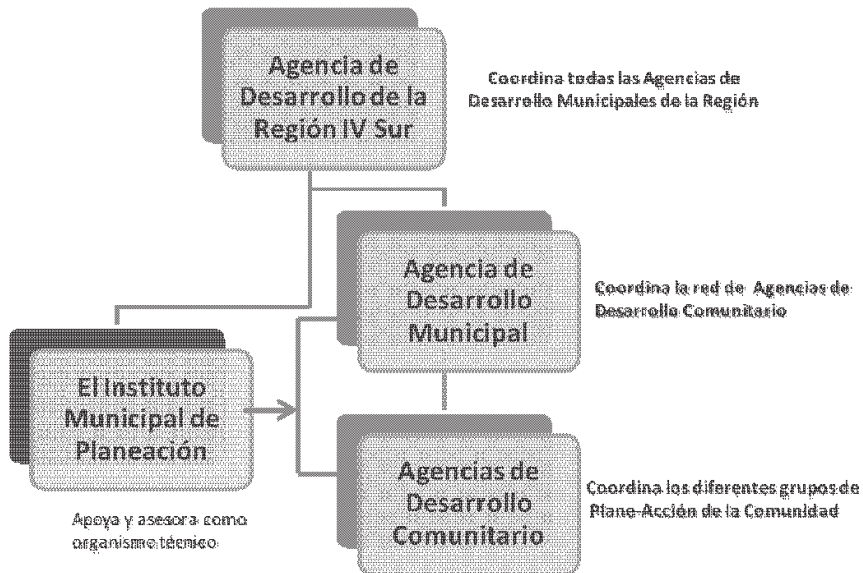 Agencia de
Desarrollo de la
Región IV Sur
Coordina todas las Agencias de
Desarrollo Municipales de la Región
Agencia de
Desarrollo
Municipal
Coordina la red de Agencias de
Desarrollo Comunitario
El Instituto
Municipal de
Planeación
Apoya y asesora como
organismo técnico
Agencias de
Desarrollo
Comunitario
Coordina los diferentes grupos de
Plane-Acción de la Comunidad